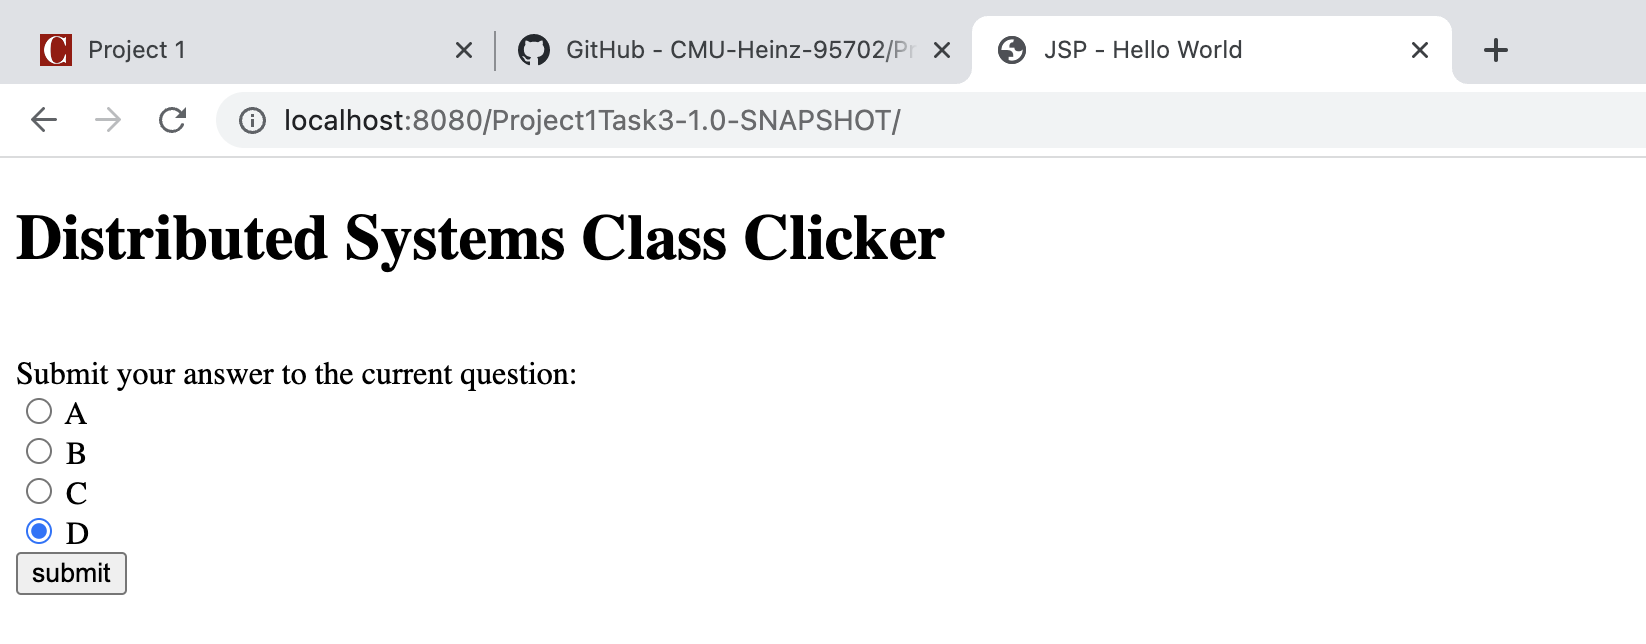 Project 1
GitHub - CMU-Heinz-95702/Pr
JSP - Hello World
localhost:8080/Project1Task3-1.0-SNAPSHOT/
Distributed Systems Class Clicker
Submit your answer to the current question:
A
B
C
D
submit